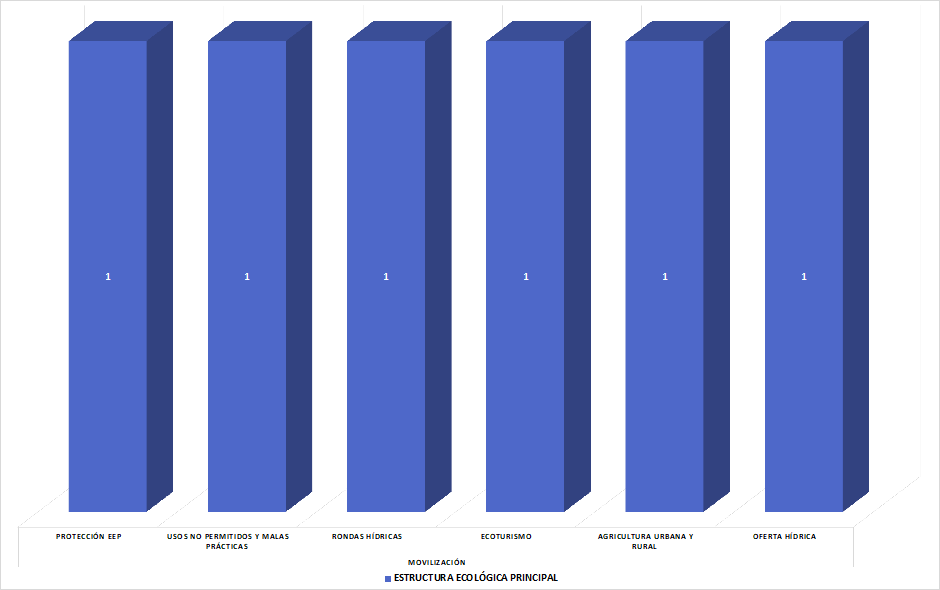 1 1 1 1 1 1
PROTECCIÓN EEP USOS NO PERMITIDOS Y MALAS PRÁCTICAS RONDAS HÍDRICAS ECOTURISMO AGRICULTURA URBANA Y RURAL OFERTA HÍDRICA
MOVILIZACIÓN
ESTRUCTURA ECOLÓGICA PRINCIPAL